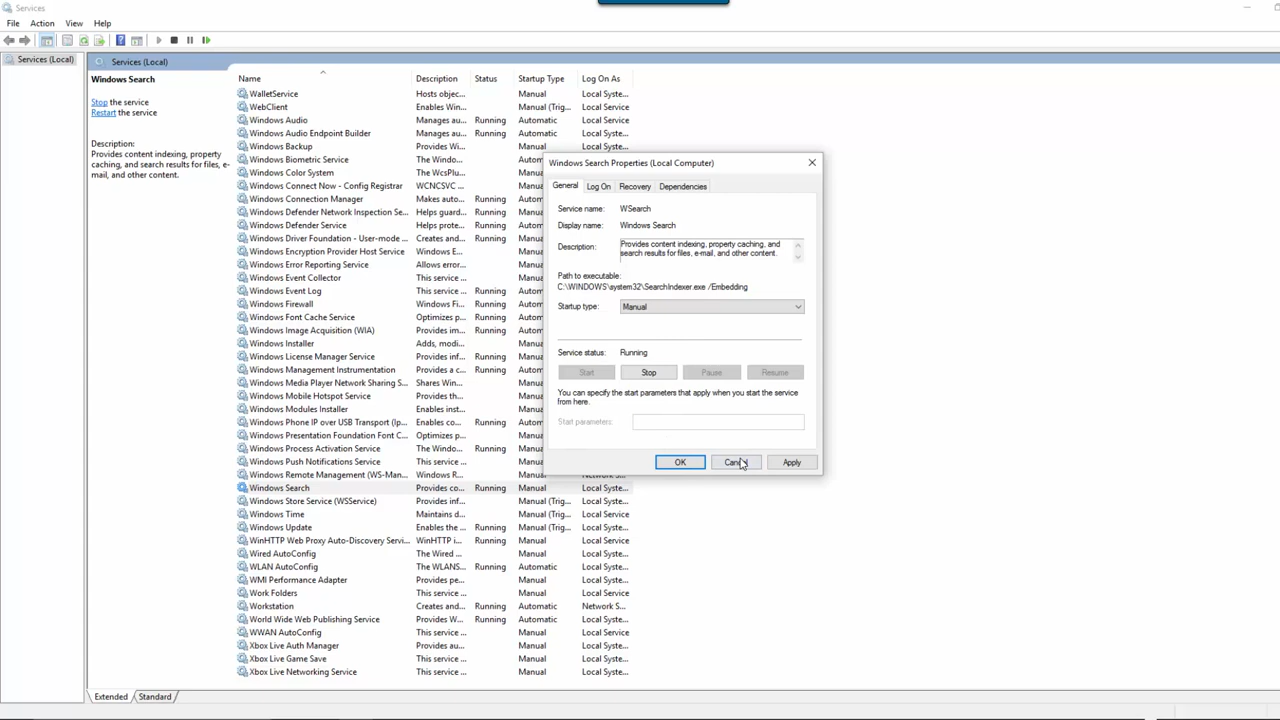 Services
File Action View Help
Services (Local)
Services (Local)
Windows Search
Stop the service
Restart the service
Description:
Provides content indexing, property
caching, and search results for files, e-
mail, and other content.
Name Description Status Startup Type Log On As
WalletService Hosts objec... Manual Local Syste...
WebClient Enables Win... Manual (Trig... Local Service
Windows Audio Manages au... Running Automatic Local Service
Windows Audio Endpoint Builder Manages au... Running Automatic Local Syste...
Windows Backup Provides Wi... Manual Local Syste...
Windows Biometric Service The Windo...
Windows Color System The WcsPlu...
Windows Connect Now - Config Registrar WCNCSVC ...
Windows Connection Manager Makes auto... Running
Windows Defender Network Inspection Se... Helps guard... Running
Windows Defender Service Helps prote... Running
Windows Driver Foundation - User-mode ... Creates and... Running
Windows Encryption Provider Host Service Windows E...
Windows Error Reporting Service Allows error...
Windows Event Collector This service ...
Windows Event Log This service ... Running
Windows Firewall Windows Fi... Running
Windows Font Cache Service Optimizes p... Running
Windows Image Acquisition (WIA) Provides im... Running
Windows Installer Adds, modi...
Windows License Manager Service Provides inf... Running
Windows Management Instrumentation Provides a c... Running
Windows Media Player Network Sharing S... Shares Win...
Windows Mobile Hotspot Service Provides th...
Windows Modules Installer Enables inst...
Windows Phone IP over USB Transport (Ip... Enables co... Running
Windows Presentation Foundation Font C... Optimizes p...
Windows Process Activation Service The Windo... Running
Windows Push Notifications Service This service ...
Windows Remote Management (WS-Man... Windows R...
Windows Search Provides co... Running Manual Local Syste...
Windows Store Service (WSService) Provides inf... Manual (Trig... Local Syste...
Windows Time Maintains d... Manual (Trig... Local Service
Windows Update Enables the ... Running Manual (Trig... Local Syste...
WinHTTP Web Proxy Auto-Discovery Servi... WinHTTP i... Running Manual Local Service
Wired AutoConfig The Wired ... Manual Local Syste...
WLAN AutoConfig The WLANS... Running Automatic Local Syste...
WMI Performance Adapter Provides pe... Manual Local Syste...
Work Folders This service ... Manual Local Service
Workstation Creates and... Running Automatic Network S...
World Wide Web Publishing Service Provides W... Running Automatic Local Syste...
WWAN AutoConfig This service ... Manual Local Service
Xbox Live Auth Manager Provides au... Manual Local Syste...
Xbox Live Game Save This service ... Manual Local Syste...
Xbox Live Networking Service This service ... Manual Local Syste...
Extended Standard
Windows Search Properties (Local Computer)
General Log On Recovery Dependencies
Service name: WSearch
Display name: Windows Search
Description: Provides content indexing, property caching, and
search results for files, e-mail, and other content.
Path to executable:
C:\WINDOWS\system32\SearchIndexer.exe /Embedding
Startup type: Manual
Service status: Running
Start Stop Pause Resume
You can specify the start parameters that apply when you start the service
from here.
Start parameters:
OK Cancel Apply